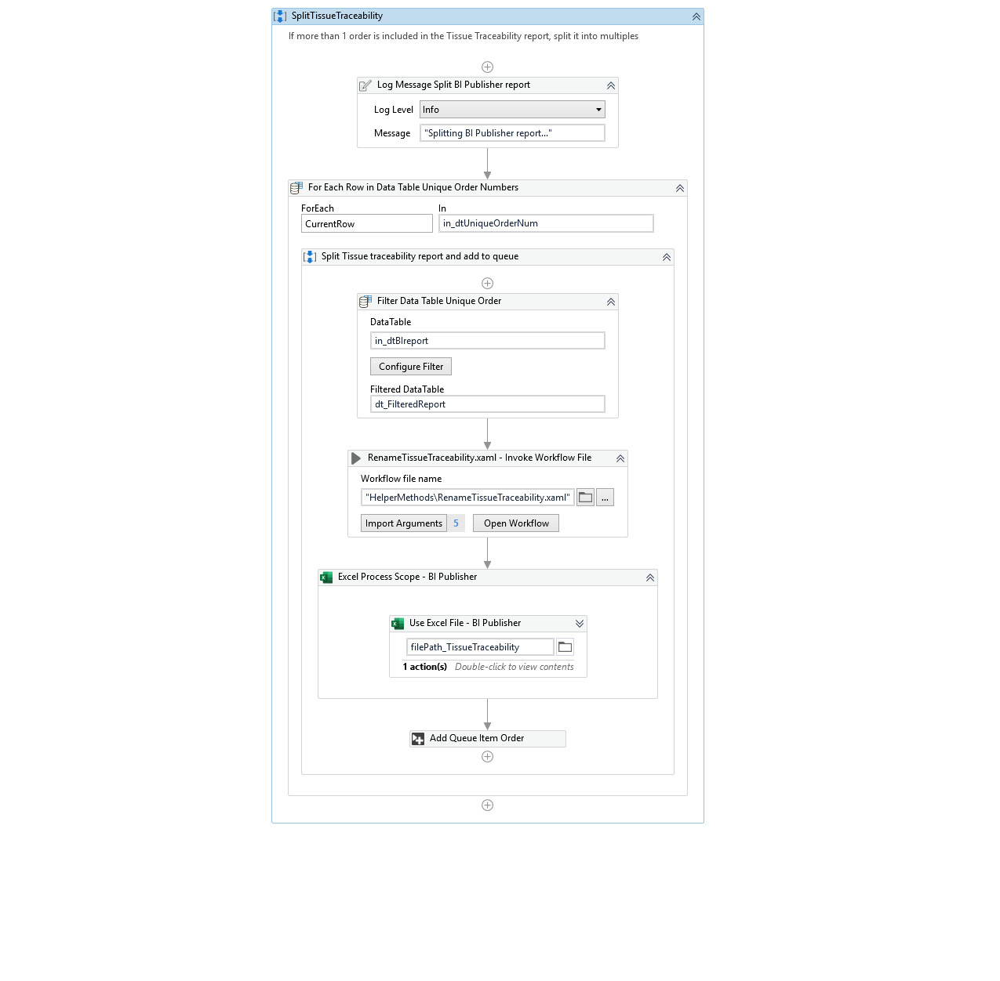 SplitTissueTraceability
If more than 1 order is included in the Tissue Traceability report, split it into multiples
Log Message Split BI Publisher report
Log Level Info
Message "Splitting BI Publisher report..."
For Each Row in Data Table Unique Order Numbers
ForEach In
CurrentRow in_dtUniqueOrderNum
Split Tissue traceability report and add to queue
Filter Data Table Unique Order
DataTable
in_dtBIreport
Configure Filter
Filtered DataTable
dt_FilteredReport
RenameTissueTraceability.xaml - Invoke Workflow File
Workflow file name
"HelperMethods\RenameTissueTraceability.xaml" ...
Import Arguments 5 Open Workflow
Excel Process Scope - BI Publisher
Use Excel File - BI Publisher
filePath_TissueTraceability
1 action(s) Double-click to view contents
Add Queue Item Order